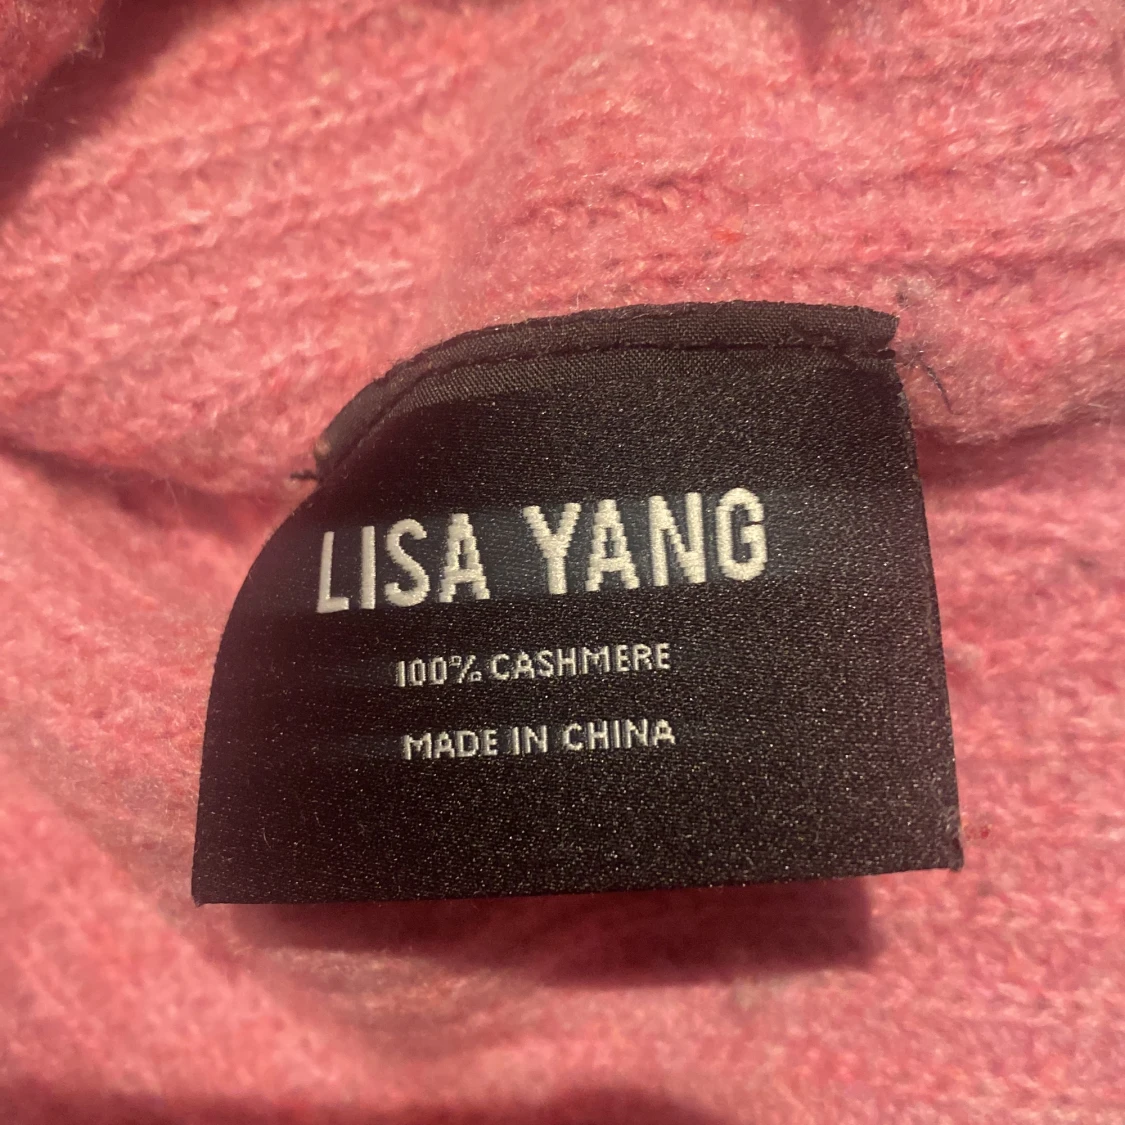 LISA YANG
100% CASHMERE
MADE IN CHINA